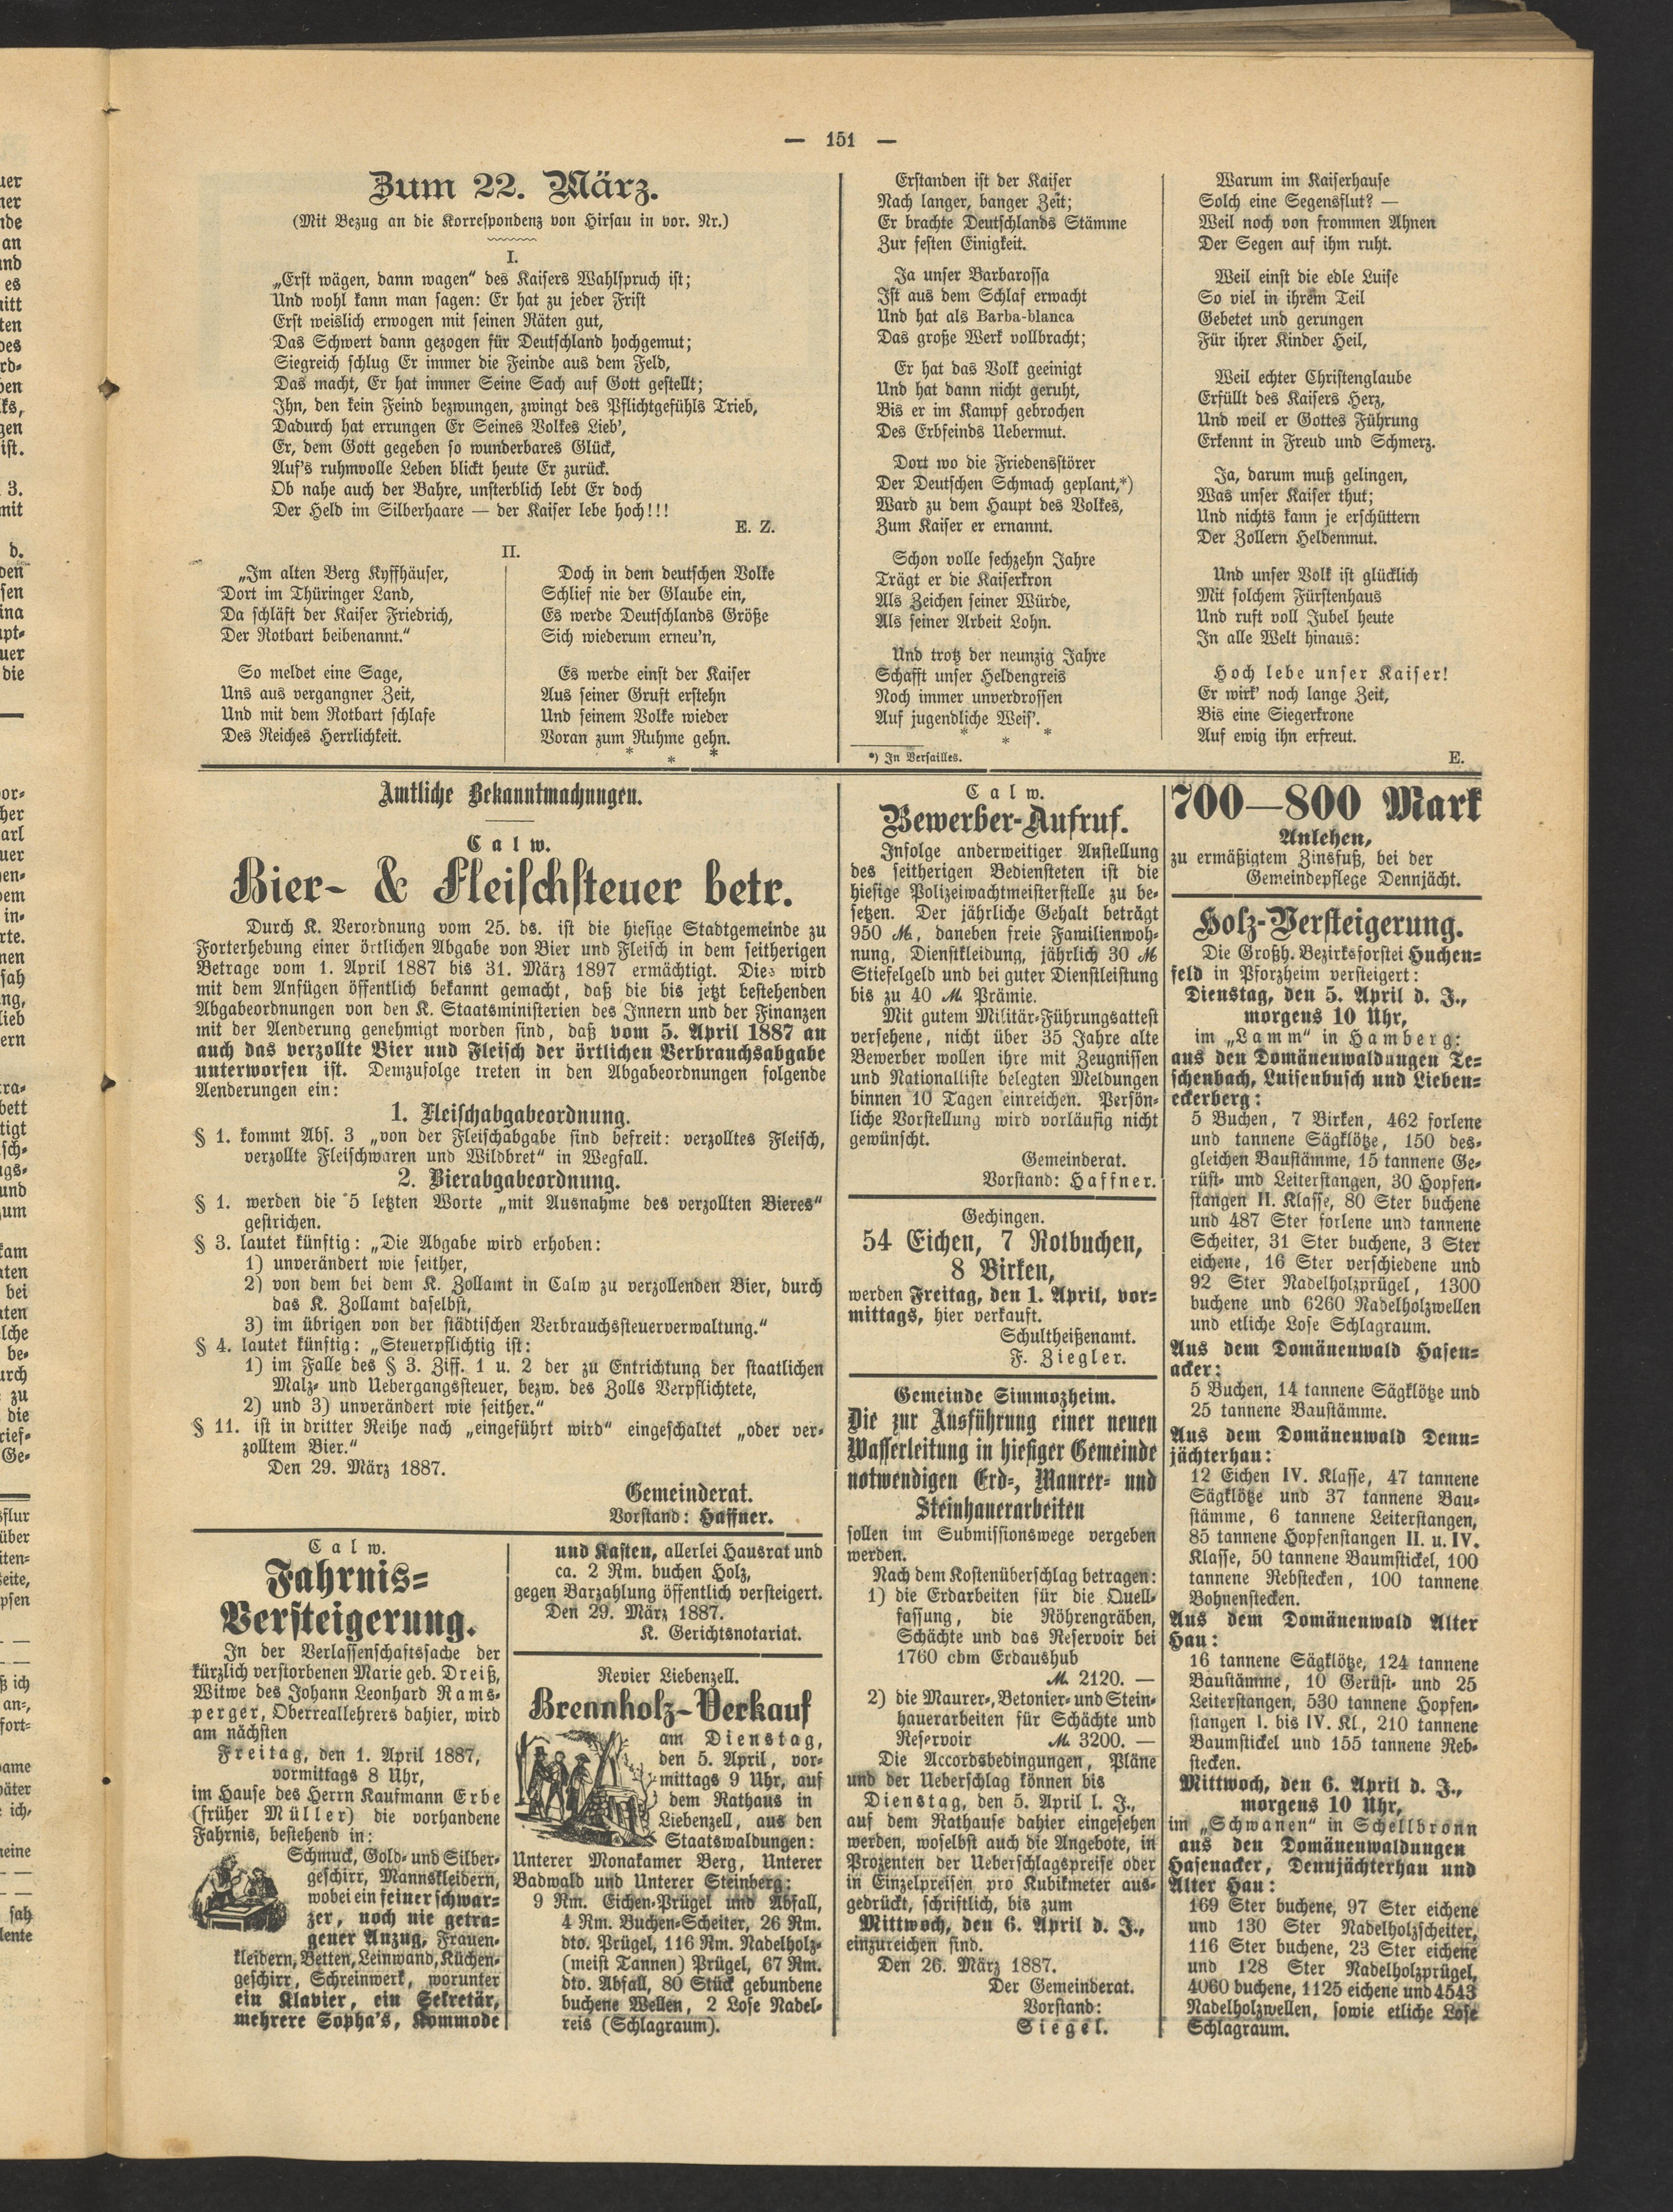 — 151 —
Zum 22. März.
(Mit Bezug an die Korrespondenz von Hirsau in vor. Nr.)
I.
„Erst wägen, dann wagen“ des Kaisers Wahlspruch ist;
Und wohl kann man sagen: Er hat zu jeder Frist
Erst weislich erwogen mit seinen Räten gut,
Das Schwert dann gezogen für Deutschland hochgemut;
Siegreich schlug Er immer die Feinde aus dem Feld,
Das macht, Er hat immer Seine Sach auf Gott gestellt;
Ihn, den kein Feind bezwungen, zwingt des Pflichtgefühls Trieb,
Dadurch hat errungen Er Seines Volkes Lieb',
Er, dem Gott gegeben so wunderbares Glück,
Auf's ruhmvolle Leben blickt heute Er zurück.
Ob nahe auch der Bahre, unsterblich lebt Er doch
Der Held im Silberhaare — der Kaiser lebe hoch!!!
E. Z.
II.
„Im alten Berg Kyffhäuser,
Dort im Thüringer Land,
Da schläft der Kaiser Friedrich,
Der Rotbart beibenannt.“
So meldet eine Sage,
Uns aus vergangner Zeit,
Und mit dem Rotbart schlafe
Des Reiches Herrlichkeit.
Doch in dem deutschen Volke
Schlief nie der Glaube ein,
Es werde Deutschlands Größe
Sich wiederum erneu'n,
Es werde einst der Kaiser
Aus seiner Gruft erstehn
Und seinem Volke wieder
Voran zum Ruhme gehn.
* * *
Erstanden ist der Kaiser
Nach langer, banger Zeit;
Er brachte Deutschlands Stämme
Zur festen Einigkeit.
Ja unser Barbarossa
Ist aus dem Schlaf erwacht
Und hat als Barba-blanca
Das große Werk vollbracht;
Er hat das Volk geeinigt
Und hat dann nicht geruht,
Bis er im Kampf gebrochen
Des Erbfeinds Uebermut.
Dort wo die Friedensstörer
Der Deutschen Schmach geplant,*)
Ward zu dem Haupt des Volkes,
Zum Kaiser er ernannt.
Schon volle sechzehn Jahre
Trägt er die Kaiserkron
Als Zeichen seiner Würde,
Als seiner Arbeit Lohn.
Und trotz der neunzig Jahre
Schafft unser Heldengreis
Noch immer unverdrossen
Auf jugendliche Weis'.
* * *
*) In Versailles.
Warum im Kaiserhause
Solch eine Segensflut? —
Weil noch von frommen Ahnen
Der Segen auf ihm ruht.
Weil einst die edle Luise
So viel in ihrem Teil
Gebetet und gerungen
Für ihrer Kinder Heil,
Weil echter Christenglaube
Erfüllt des Kaisers Herz,
Und weil er Gottes Führung
Erkennt in Freud und Schmerz.
Ja, darum muß gelingen,
Was unser Kaiser thut;
Und nichts kann je erschüttern
Der Zollern Heldenmut.
Und unser Volk ist glücklich
Mit solchem Fürstenhaus
Und ruft voll Jubel heute
In alle Welt hinaus:
Hoch lebe unser Kaiser!
Er wirk' noch lange Zeit,
Bis eine Siegerkrone
Auf ewig ihn erfreut.
E.
Amtliche Bekanntmachungen.
Calw.
Bier- & Fleischsteuer betr.
Durch K. Verordnung vom 25. ds. ist die hiesige Stadtgemeinde zu
Forterhebung einer örtlichen Abgabe von Bier und Fleisch in dem seitherigen
Betrage vom 1. April 1887 bis 31. März 1897 ermächtigt. Dies wird
mit dem Anfügen öffentlich bekannt gemacht, daß die bis jetzt bestehenden
Abgabeordnungen von den K. Staatsministerien des Innern und der Finanzen
mit der Aenderung genehmigt worden sind, daß vom 5. April 1887 an
auch das verzollte Bier und Fleisch der örtlichen Verbrauchsabgabe
unterworfen ist. Demzufolge treten in den Abgabeordnungen folgende
Aenderungen ein:
1. Fleischabgabeordnung.
§ 1. kommt Abs. 3 „von der Fleischabgabe sind befreit: verzolltes Fleisch,
verzollte Fleischwaren und Wildbret“ in Wegfall.
2. Bierabgabeordnung.
§ 1. werden die 5 letzten Worte „mit Ausnahme des verzollten Bieres“
gestrichen.
§ 3. lautet künftig: „Die Abgabe wird erhoben:
1) unverändert wie seither,
2) von dem bei dem K. Zollamt in Calw zu verzollenden Bier, durch
das K. Zollamt daselbst,
3) im übrigen von der städtischen Verbrauchssteuerverwaltung.“
§ 4. lautet künftig: „Steuerpflichtig ist:
1) im Falle des § 3. Ziff. 1 u. 2 der zu Entrichtung der staatlichen
Malz- und Uebergangssteuer, bezw. des Zolls Verpflichtete,
2) und 3) unverändert wie seither.“
§ 11. ist in dritter Reihe nach „eingeführt wird“ eingeschaltet „oder ver-
zolltem Bier.“
Den 29. März 1887.
Gemeinderat.
Vorstand: Haffner.
Calw.
Fahrnis-
Versteigerung.
In der Verlassenschaftssache der
kürzlich verstorbenen Marie geb. Dreiß,
Witwe des Johann Leonhard Rams-
perger, Oberreallehrers dahier, wird
am nächsten
Freitag, den 1. April 1887,
vormittags 8 Uhr,
im Hause des Herrn Kaufmann Erbe
(früher Müller) die vorhandene
Fahrnis, bestehend in:
Schmuck, Gold- und Silber-
geschirr, Mannskleidern,
wobei ein feiner schwar-
zer, noch nie getra-
gener Anzug, Frauen-
kleidern, Betten, Leinwand, Küchen-
geschirr, Schreinwerk, worunter
ein Klavier, ein Sekretär,
mehrere Sopha's, Kommode
und Kasten, allerlei Hausrat und
ca. 2 Rm. buchen Holz,
gegen Barzahlung öffentlich versteigert.
Den 29. März 1887.
K. Gerichtsnotariat.
Revier Liebenzell.
Brennholz-Verkauf
am Dienstag,
den 5. April, vor-
mittags 9 Uhr, auf
dem Rathaus in
Liebenzell, aus den
Staatswaldungen:
Unterer Monakamer Berg, Unterer
Badwald und Unterer Steinberg:
9 Rm. Eichen-Prügel und Abfall,
4 Rm. Buchen-Scheiter, 26 Rm.
dto. Prügel, 116 Rm. Nadelholz-
(meist Tannen) Prügel, 67 Rm.
dto. Abfall, 80 Stück gebundene
buchene Wellen, 2 Lose Nadel-
reis (Schlagraum).
Calw.
Bewerber-Aufruf.
Infolge anderweitiger Anstellung
des seitherigen Bediensteten ist die
hiesige Polizeiwachtmeisterstelle zu be-
setzen. Der jährliche Gehalt beträgt
950 M., daneben freie Familienwoh-
nung, Dienstkleidung, jährlich 30 M
Stiefelgeld und bei guter Dienstleistung
bis zu 40 M. Prämie.
Mit gutem Militär-Führungsattest
versehene, nicht über 35 Jahre alte
Bewerber wollen ihre mit Zeugnissen
und Nationalliste belegten Meldungen
binnen 10 Tagen einreichen. Persön-
liche Vorstellung wird vorläufig nicht
gewünscht.
Gemeinderat.
Vorstand: Haffner.
Gechingen.
54 Eichen, 7 Rotbuchen,
8 Birken,
werden Freitag, den 1. April, vor-
mittags, hier verkauft.
Schultheißenamt.
F. Ziegler.
Gemeinde Simmozheim.
Die zur Ausführung einer neuen
Wasserleitung in hiesiger Gemeinde
notwendigen Erd-, Maurer- und
Steinhauerarbeiten
sollen im Submissionswege vergeben
werden.
Nach dem Kostenüberschlag betragen:
1) die Erdarbeiten für die Quell-
fassung, die Röhrengräben,
Schächte und das Reservoir bei
1760 cbm Erdaushub
M. 2120. —
2) die Maurer-, Betonier- und Stein-
hauerarbeiten für Schächte und
Reservoir M. 3200. —
Die Accordsbedingungen, Pläne
und der Ueberschlag können bis
Dienstag, den 5. April l. J.,
auf dem Rathause dahier eingesehen
werden, woselbst auch die Angebote, in
Prozenten der Ueberschlagspreise oder
in Einzelpreisen pro Kubikmeter aus-
gedrückt, schriftlich, bis zum
Mittwoch, den 6. April d. J.,
einzureichen sind.
Den 26. März 1887.
Der Gemeinderat.
Vorstand:
Siegel.
700—800 Mark
Anlehen,
zu ermäßigtem Zinsfuß, bei der
Gemeindepflege Dennjächt.
Holz-Versteigerung.
Die Großh. Bezirksforstei Huchen-
feld in Pforzheim versteigert:
Dienstag, den 5. April d. J.,
morgens 10 Uhr,
im „Lamm“ in Hamberg:
aus den Domänenwaldungen Te-
schenbach, Luisenbusch und Lieben-
eckerberg:
5 Buchen, 7 Birken, 462 forlene
und tannene Sägklötze, 150 des-
gleichen Baustämme, 15 tannene Ge-
rüst- und Leiterstangen, 30 Hopfen-
stangen II. Klasse, 80 Ster buchene
und 487 Ster forlene und tannene
Scheiter, 31 Ster buchene, 3 Ster
eichene, 16 Ster verschiedene und
92 Ster Nadelholzprügel, 1300
buchene und 6260 Nadelholzwellen
und etliche Lose Schlagraum.
Aus dem Domänenwald Hasen-
acker:
5 Buchen, 14 tannene Sägklötze und
25 tannene Baustämme.
Aus dem Domänenwald Denn-
jächterhau:
12 Eichen IV. Klasse, 47 tannene
Sägklötze und 37 tannene Bau-
stämme, 6 tannene Leiterstangen,
85 tannene Hopfenstangen II. u. IV.
Klasse, 50 tannene Baumstickel, 100
tannene Rebstecken, 100 tannene
Bohnenstecken.
Aus dem Domänenwald Alter
Hau:
16 tannene Sägklötze, 124 tannene
Baustämme, 10 Gerüst- und 25
Leiterstangen, 530 tannene Hopfen-
stangen I. bis IV. Kl., 210 tannene
Baumstickel und 155 tannene Reb-
stecken.
Mittwoch, den 6. April d. J.,
morgens 10 Uhr,
im „Schwanen“ in Schellbronn
aus den Domänenwaldungen
Hasenacker, Dennjächterhau und
Alter Hau:
169 Ster buchene, 97 Ster eichene
und 130 Ster Nadelholzscheiter,
116 Ster buchene, 23 Ster eichene
und 128 Ster Nadelholzprügel,
4060 buchene, 1125 eichene und 4543
Nadelholzwellen, sowie etliche Lose
Schlagraum.